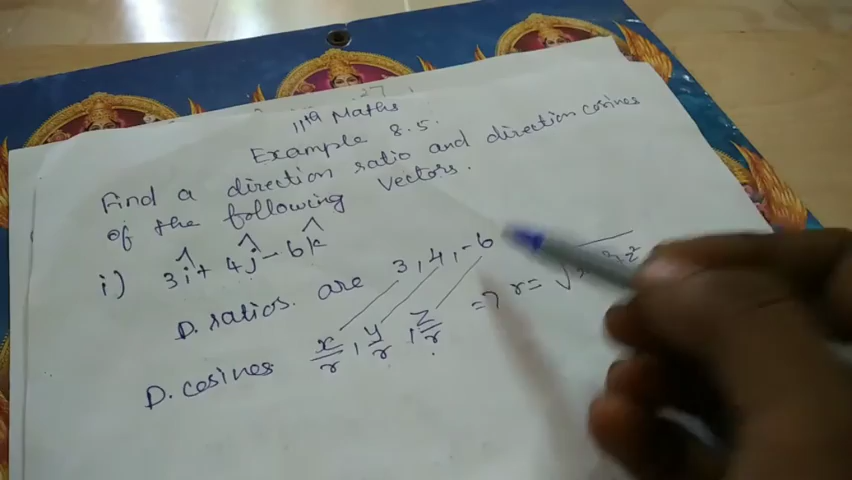 27
11th Maths
Example 8.5.
Find a direction ratio and direction cosines
of the following vectors.
i) 3î + 4ĵ - 6k̂
D. ratios. are 3, 4, -6
D. cosines x/r, y/r, z/r => r = √